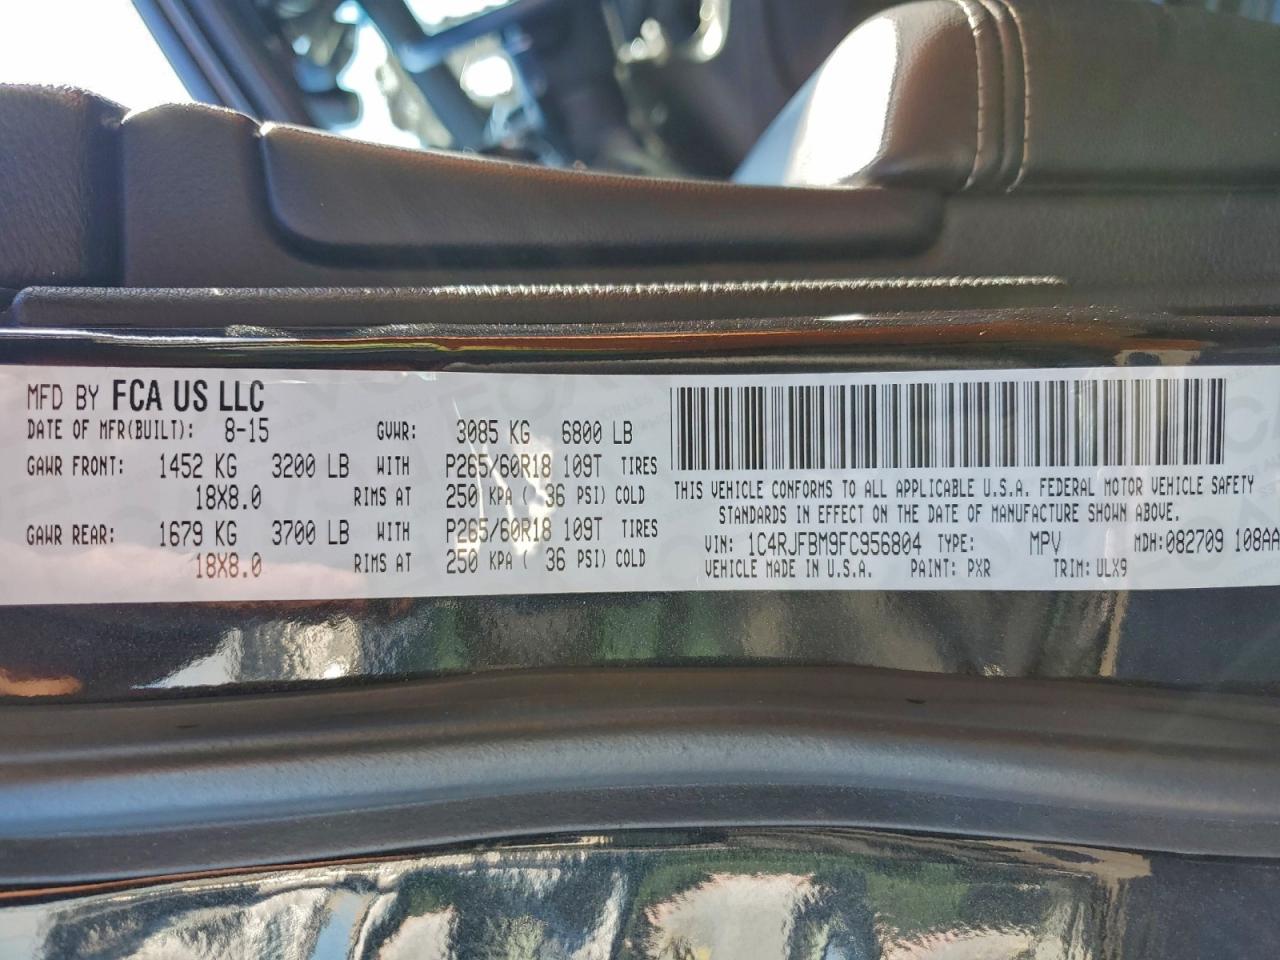 MFD BY FCA US LLC
DATE OF MFR(BUILT): 8-15 GVWR: 3085 KG 6800 LB
GAWR FRONT: 1452 KG 3200 LB WITH P265/60R18 109T TIRES
18X8.0 RIMS AT 250 KPA ( 36 PSI) COLD
GAWR REAR: 1679 KG 3700 LB WITH P265/60R18 109T TIRES
18X8.0 RIMS AT 250 KPA ( 36 PSI) COLD
THIS VEHICLE CONFORMS TO ALL APPLICABLE U.S.A. FEDERAL MOTOR VEHICLE SAFETY
STANDARDS IN EFFECT ON THE DATE OF MANUFACTURE SHOWN ABOVE.
VIN: 1C4RJFBM9FC956804 TYPE: MPV MDH:082709 108AA
VEHICLE MADE IN U.S.A. PAINT: PXR TRIM: ULX9